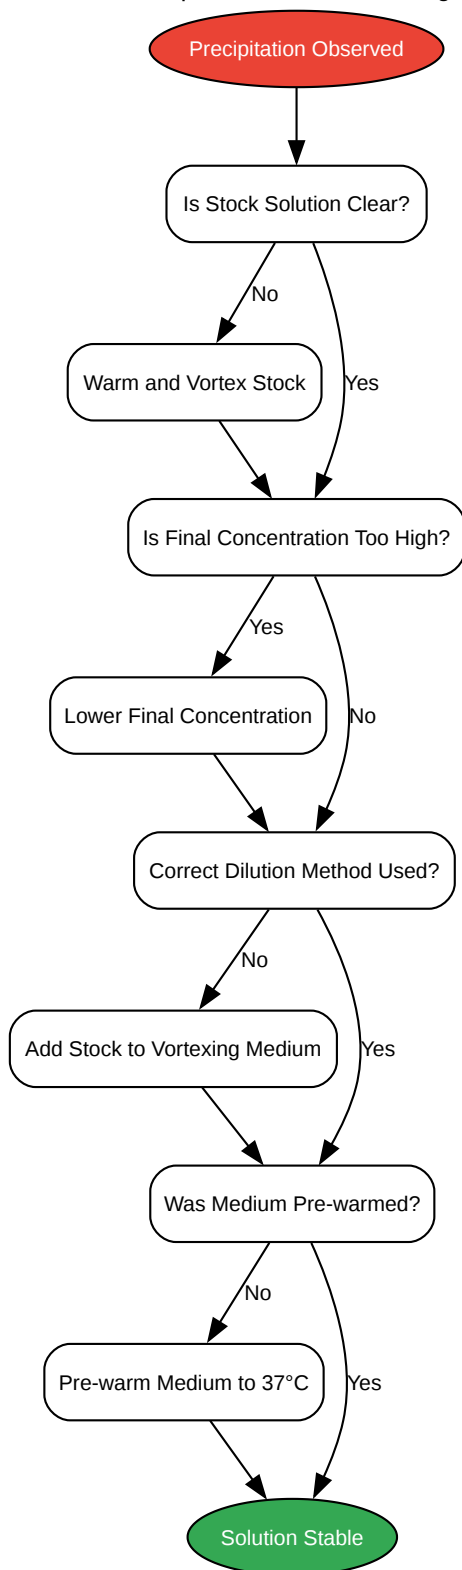 Precipitation Observed
Is Stock Solution Clear?
No
Warm and Vortex Stock
Yes
Is Final Concentration Too High?
Yes
Lower Final Concentration
No
Correct Dilution Method Used?
No
Add Stock to Vortexing Medium
Yes
Was Medium Pre-warmed?
No
Pre-warm Medium to 37°C
Yes
Solution Stable